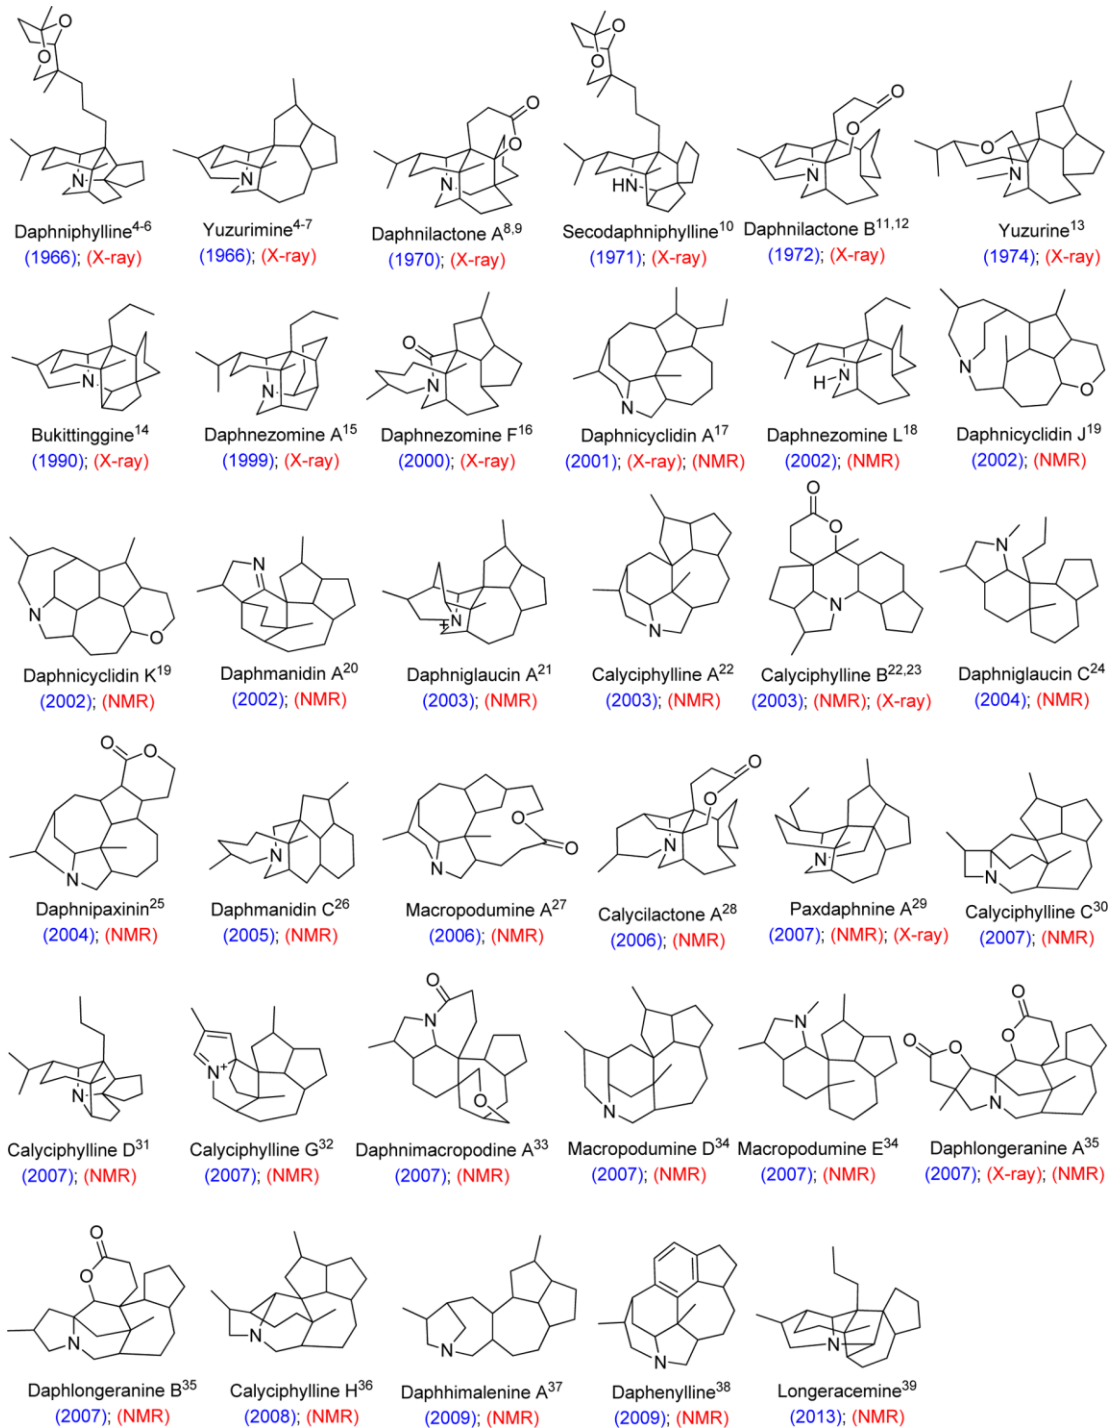 Daphniphylline4-6 Yuzurimine4-7 Daphnilactone A8,9 Secodaphniphylline10 Daphnilactone B11,12 Yuzurine13
(1966); (X-ray) (1966); (X-ray) (1970); (X-ray) (1971); (X-ray) (1972); (X-ray) (1974); (X-ray)
Bukittinggine14 Daphnezomine A15 Daphnezomine F16 Daphnicyclidin A17 Daphnezomine L18 Daphnicyclidin J19
(1990); (X-ray) (1999); (X-ray) (2000); (X-ray) (2001); (X-ray); (NMR) (2002); (NMR) (2002); (NMR)
Daphnicyclidin K19 Daphmanidin A20 Daphniglaucin A21 Calyciphylline A22 Calyciphylline B22,23 Daphniglaucin C24
(2002); (NMR) (2002); (NMR) (2003); (NMR) (2003); (NMR) (2003); (NMR); (X-ray) (2004); (NMR)
Daphnipaxinin25 Daphmanidin C26 Macropodumine A27 Calycilactone A28 Paxdaphnine A29 Calyciphylline C30
(2004); (NMR) (2005); (NMR) (2006); (NMR) (2006); (NMR) (2007); (NMR); (X-ray) (2007); (NMR)
Calyciphylline D31 Calyciphylline G32 Daphnimacropodine A33 Macropodumine D34 Macropodumine E34 Daphlongeranine A35
(2007); (NMR) (2007); (NMR) (2007); (NMR) (2007); (NMR) (2007); (NMR) (2007); (X-ray); (NMR)
Daphlongeranine B35 Calyciphylline H36 Daphhimalenine A37 Daphenylline38 Longeracemine39
(2007); (NMR) (2008); (NMR) (2009); (NMR) (2009); (NMR) (2013); (NMR)